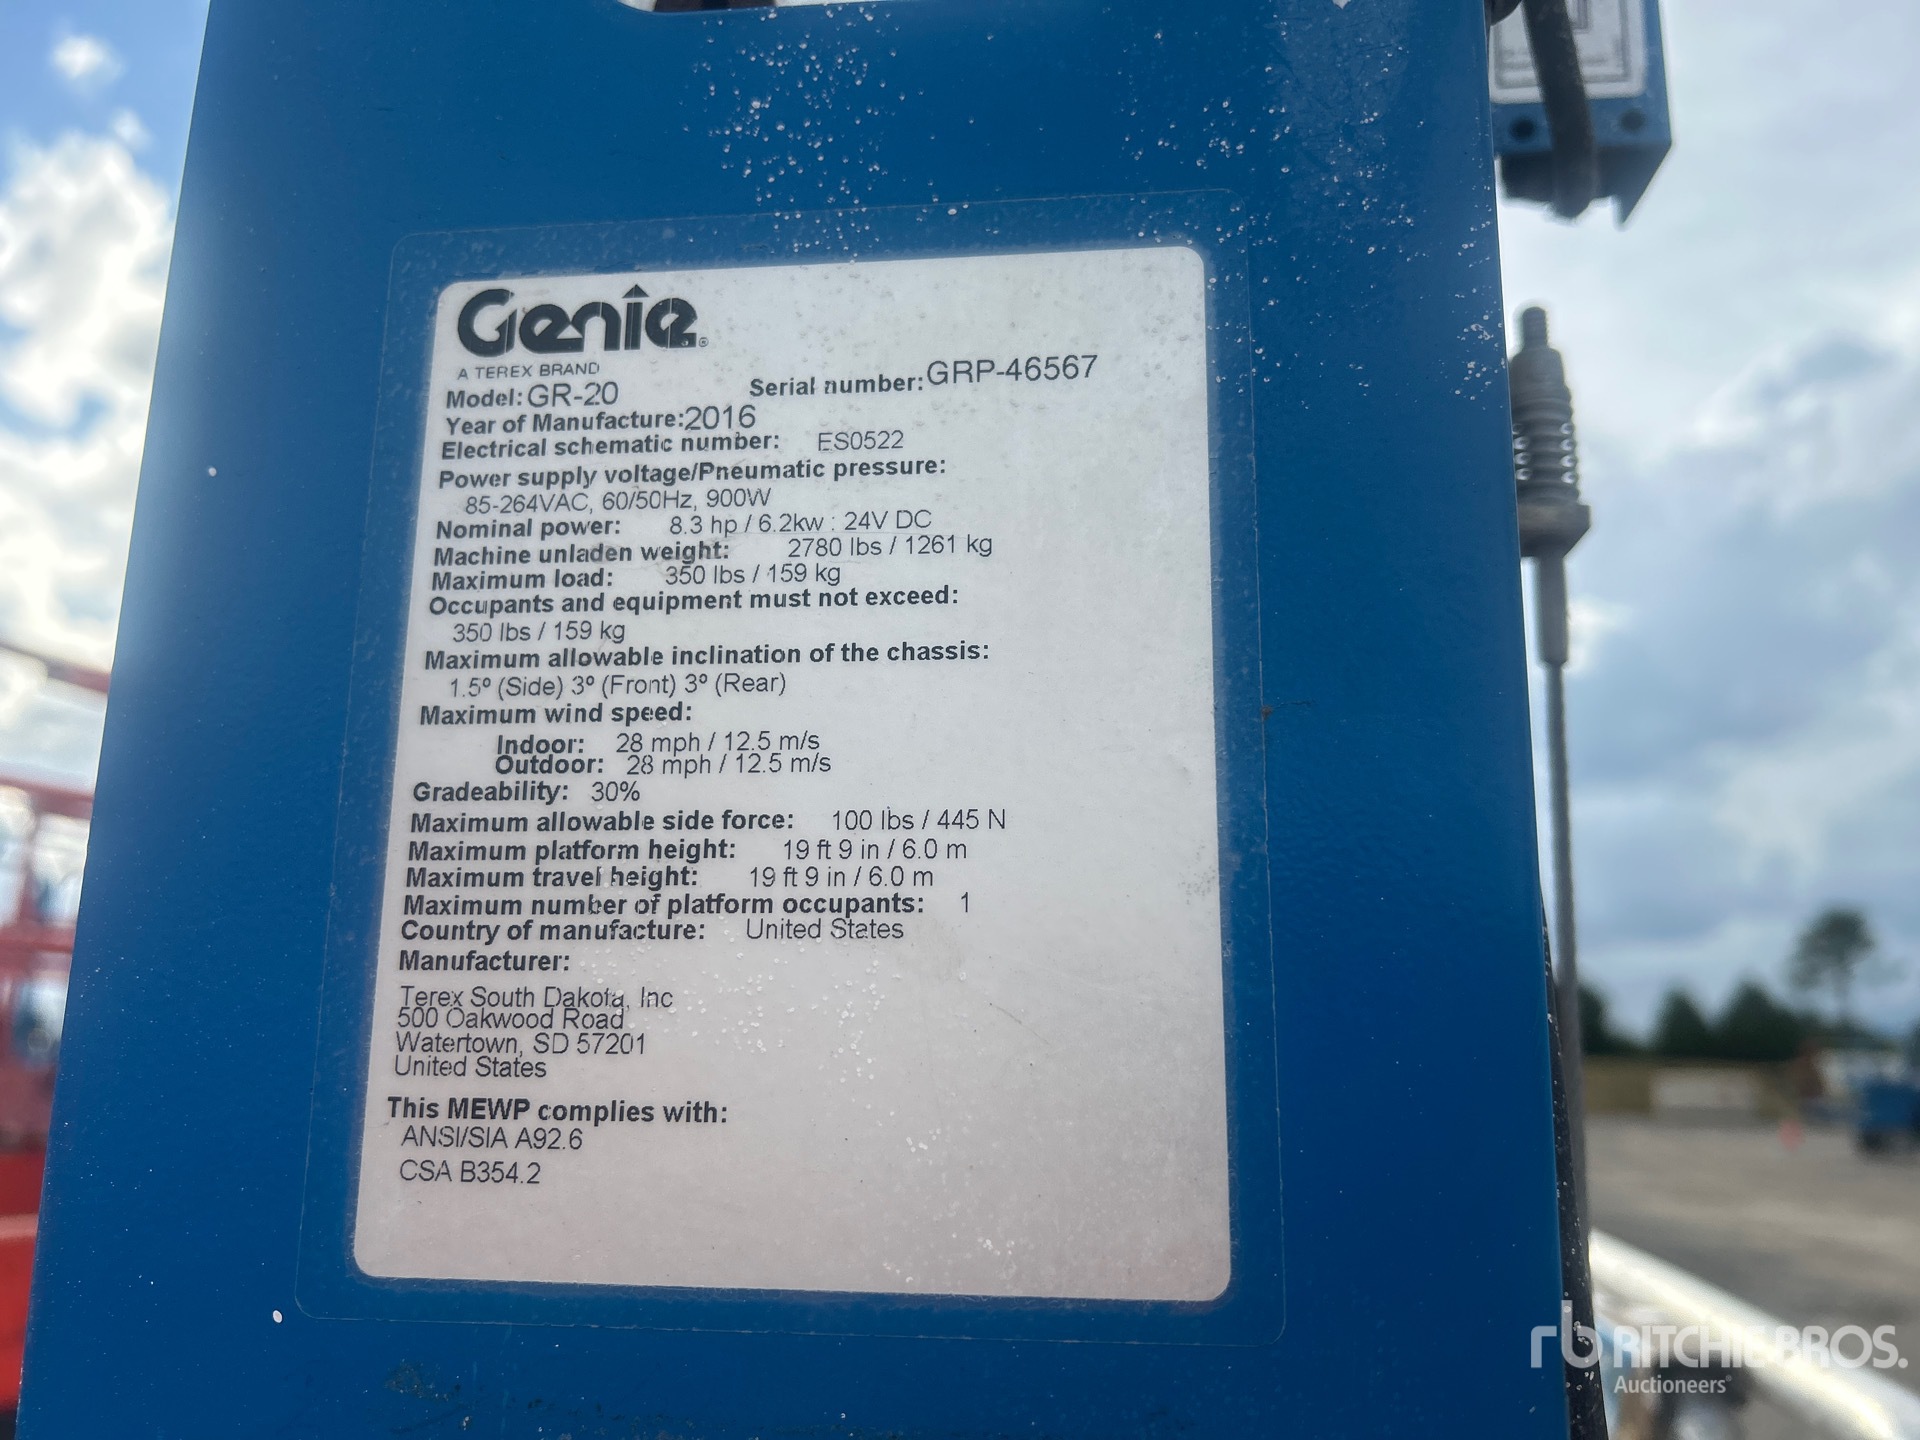 Genie®
A TEREX BRAND
Model: GR-20 Serial number: GRP-46567
Year of Manufacture: 2016
Electrical schematic number: ES0522
Power supply voltage/Pneumatic pressure:
85-264VAC, 60/50Hz, 900W
Nominal power: 8.3 hp / 6.2kw : 24V DC
Machine unladen weight: 2780 lbs / 1261 kg
Maximum load: 350 lbs / 159 kg
Occupants and equipment must not exceed:
350 lbs / 159 kg
Maximum allowable inclination of the chassis:
1.5º (Side) 3º (Front) 3º (Rear)
Maximum wind speed:
Indoor: 28 mph / 12.5 m/s
Outdoor: 28 mph / 12.5 m/s
Gradeability: 30%
Maximum allowable side force: 100 lbs / 445 N
Maximum platform height: 19 ft 9 in / 6.0 m
Maximum travel height: 19 ft 9 in / 6.0 m
Maximum number of platform occupants: 1
Country of manufacture: United States
Manufacturer:
Terex South Dakota, Inc
500 Oakwood Road
Watertown, SD 57201
United States
This MEWP complies with:
ANSI/SIA A92.6
CSA B354.2
rb RITCHIE BROS.
Auctioneers®